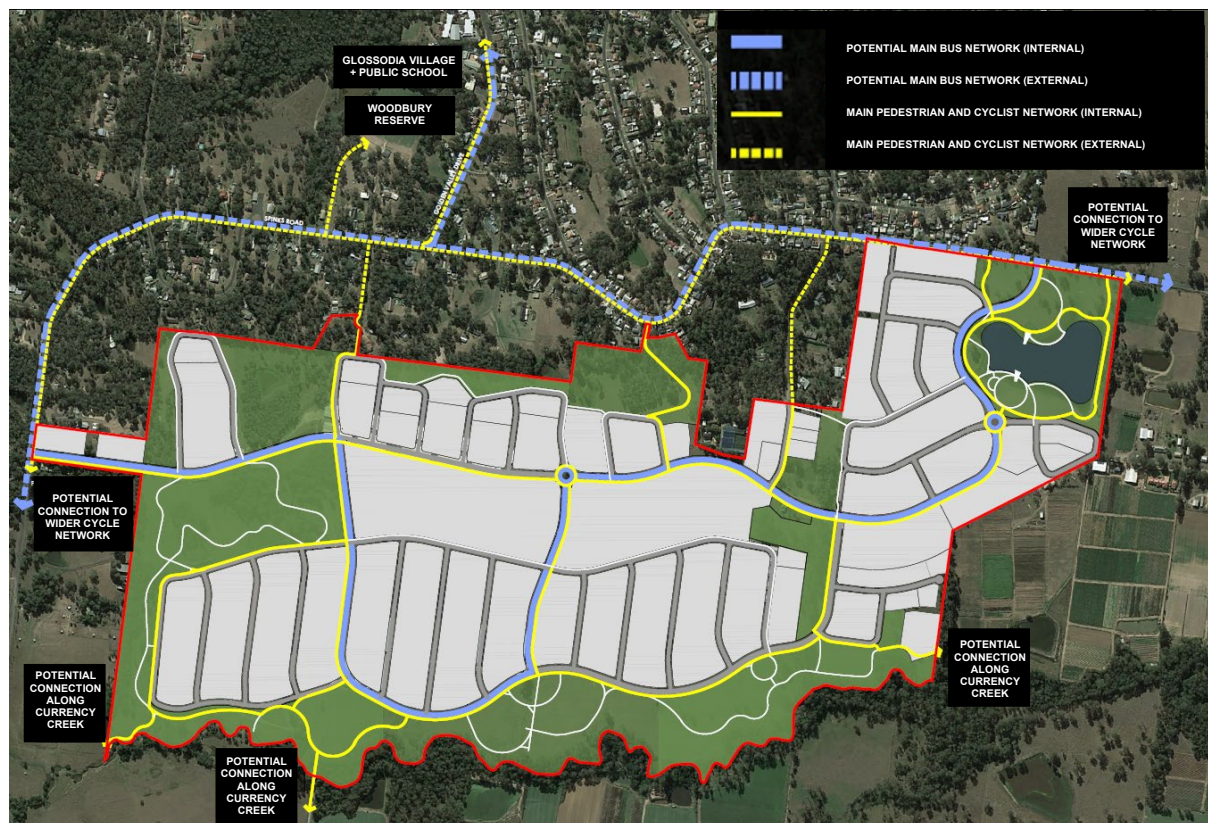 POTENTIAL MAIN BUS NETWORK (INTERNAL)
POTENTIAL MAIN BUS NETWORK (EXTERNAL)
MAIN PEDESTRIAN AND CYCLIST NETWORK (INTERNAL)
MAIN PEDESTRIAN AND CYCLIST NETWORK (EXTERNAL)
GLOSSODIA VILLAGE
+ PUBLIC SCHOOL
WOODBURY
RESERVE
GOLDEN VALLEY DRIVE
SPINKS ROAD
POTENTIAL
CONNECTION TO
WIDER CYCLE
NETWORK
POTENTIAL
CONNECTION TO
WIDER CYCLE
NETWORK
POTENTIAL
CONNECTION
ALONG
CURRENCY
CREEK
POTENTIAL
CONNECTION
ALONG
CURRENCY
CREEK
POTENTIAL
CONNECTION
ALONG
CURRENCY
CREEK